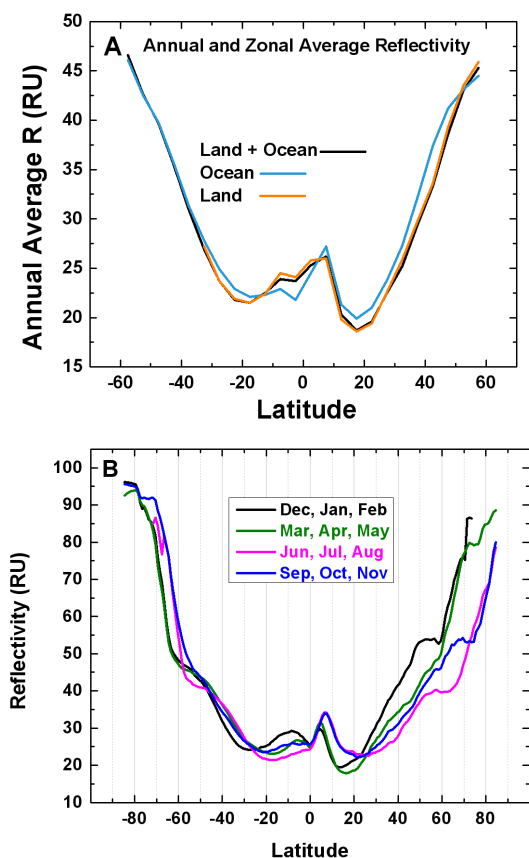 A
Annual and Zonal Average Reflectivity
Annual Average R (RU)
50
45
40
35
30
25
20
15
Land + Ocean
Ocean
Land
-60 -40 -20 0 20 40 60
Latitude
B
Reflectivity (RU)
100
90
80
70
60
50
40
30
20
10
Dec, Jan, Feb
Mar, Apr, May
Jun, Jul, Aug
Sep, Oct, Nov
-80 -60 -40 -20 0 20 40 60 80
Latitude